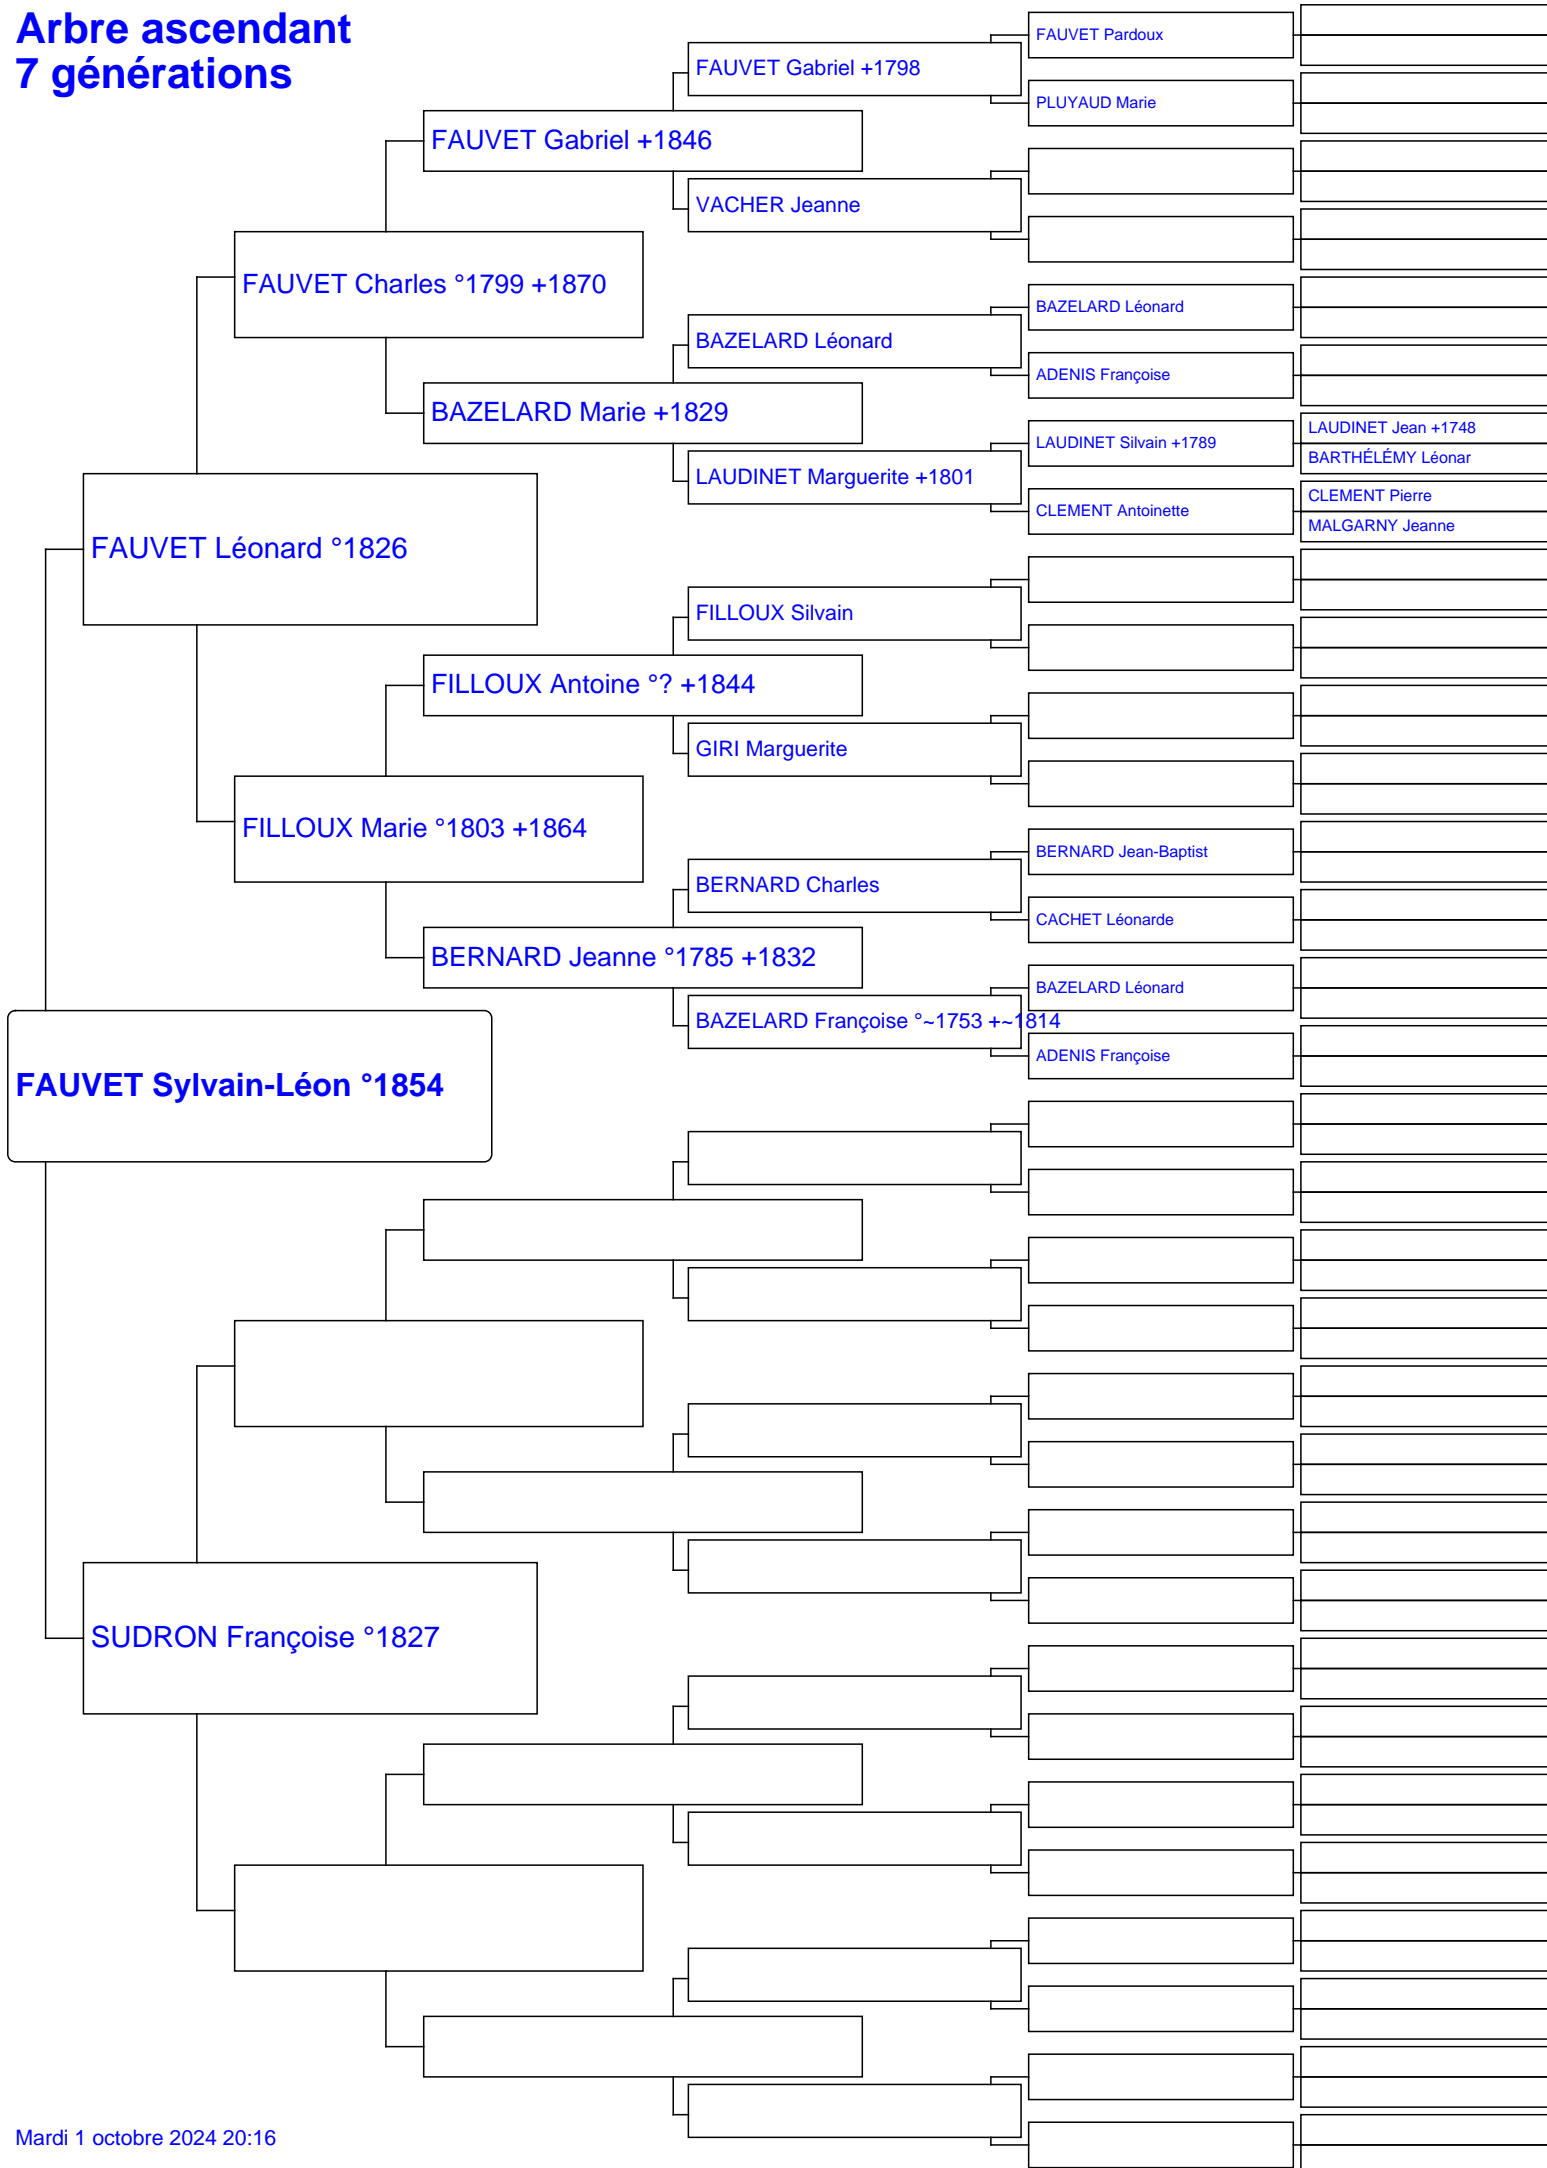 Arbre ascendant
7 générations
FAUVET Pardoux
FAUVET Gabriel +1798
PLUYAUD Marie
FAUVET Gabriel +1846
VACHER Jeanne
FAUVET Charles °1799 +1870
BAZELARD Léonard
BAZELARD Léonard
ADENIS Françoise
BAZELARD Marie +1829
LAUDINET Jean +1748
LAUDINET Silvain +1789
BARTHÉLÉMY Léonar
LAUDINET Marguerite +1801
CLEMENT Pierre
CLEMENT Antoinette
MALGARNY Jeanne
FAUVET Léonard °1826
FILLOUX Silvain
FILLOUX Antoine °? +1844
GIRI Marguerite
FILLOUX Marie °1803 +1864
BERNARD Jean-Baptist
BERNARD Charles
CACHET Léonarde
BERNARD Jeanne °1785 +1832
BAZELARD Léonard
BAZELARD Françoise °~1753 +~1814
ADENIS Françoise
FAUVET Sylvain-Léon °1854
SUDRON Françoise °1827
Mardi 1 octobre 2024 20:16